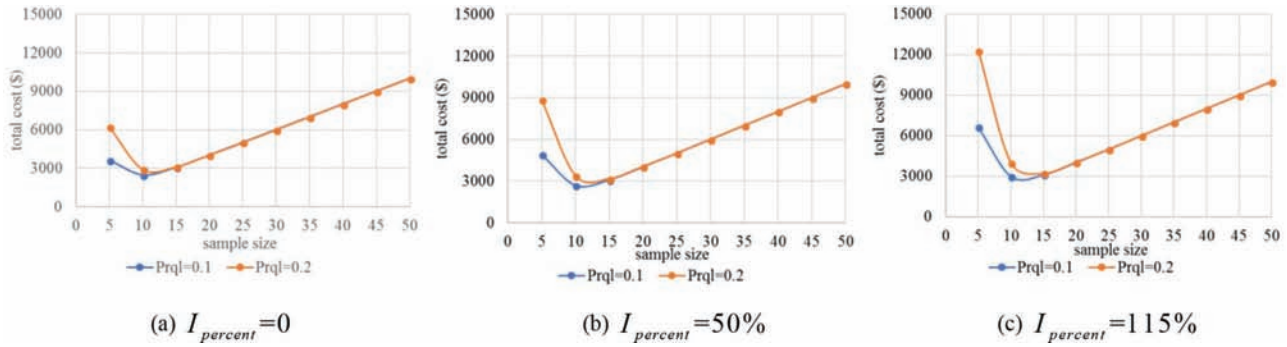 15000
12000
9000
6000
3000
0
total cost ($)
0 5 10 15 20 25 30 35 40 45 50
sample size
Prql=0.1 Prql=0.2
(a) I percent =0
15000
12000
9000
6000
3000
0
total cost ($)
0 5 10 15 20 25 30 35 40 45 50
sample size
Prql=0.1 Prql=0.2
(b) I percent =50%
15000
12000
9000
6000
3000
0
total cost ($)
0 5 10 15 20 25 30 35 40 45 50
sample size
Prql=0.1 Prql=0.2
(c) I percent =115%